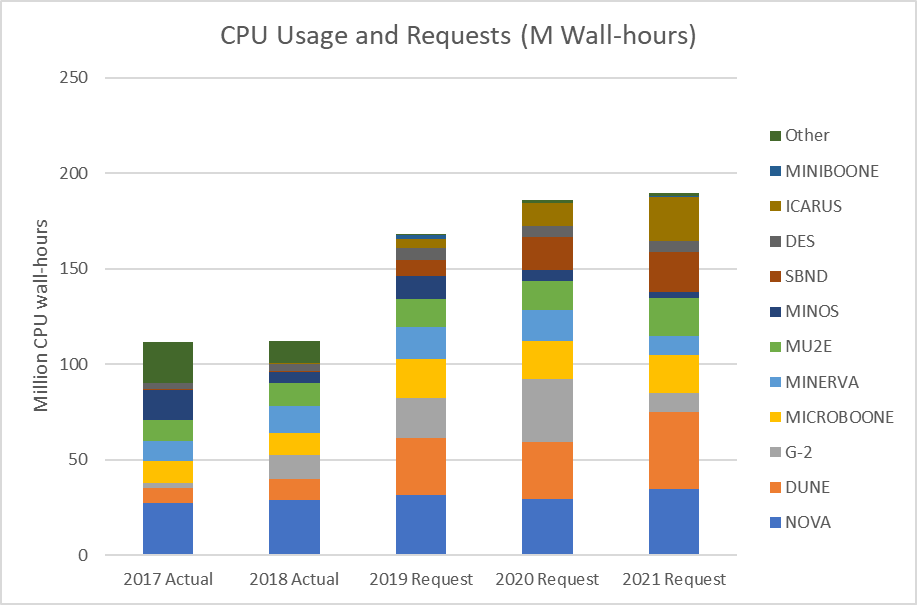 CPU Usage and Requests (M Wall-hours)
Million CPU wall-hours
250
200
150
100
50
0
2017 Actual
2018 Actual
2019 Request
2020 Request
2021 Request
Other
MINIBOONE
ICARUS
DES
SBND
MINOS
MU2E
MINERVA
MICROBOONE
G-2
DUNE
NOVA